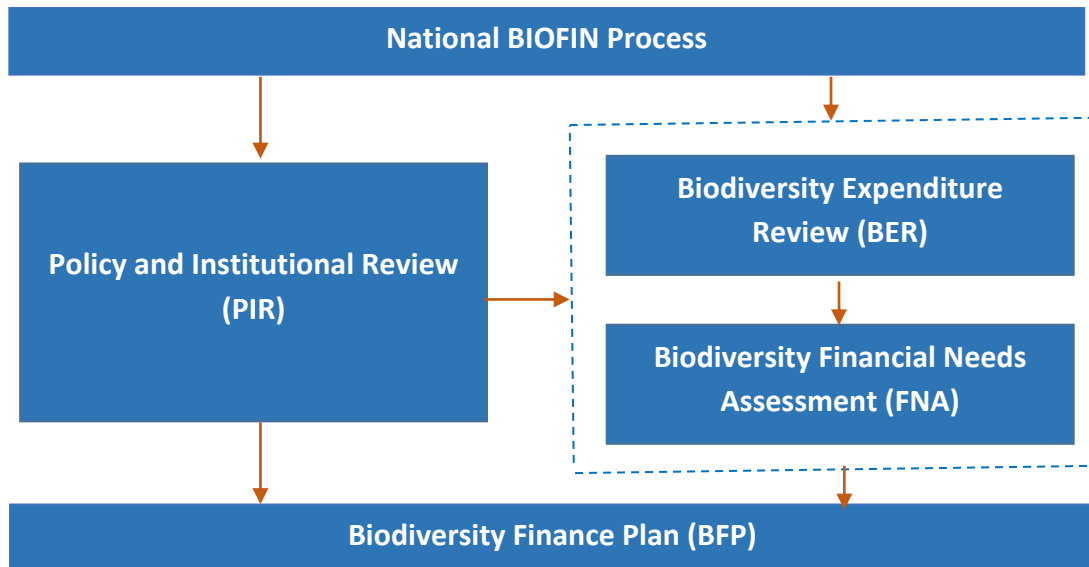 National BIOFIN Process
Policy and Institutional Review
(PIR)
Biodiversity Expenditure
Review (BER)
Biodiversity Financial Needs
Assessment (FNA)
Biodiversity Finance Plan (BFP)